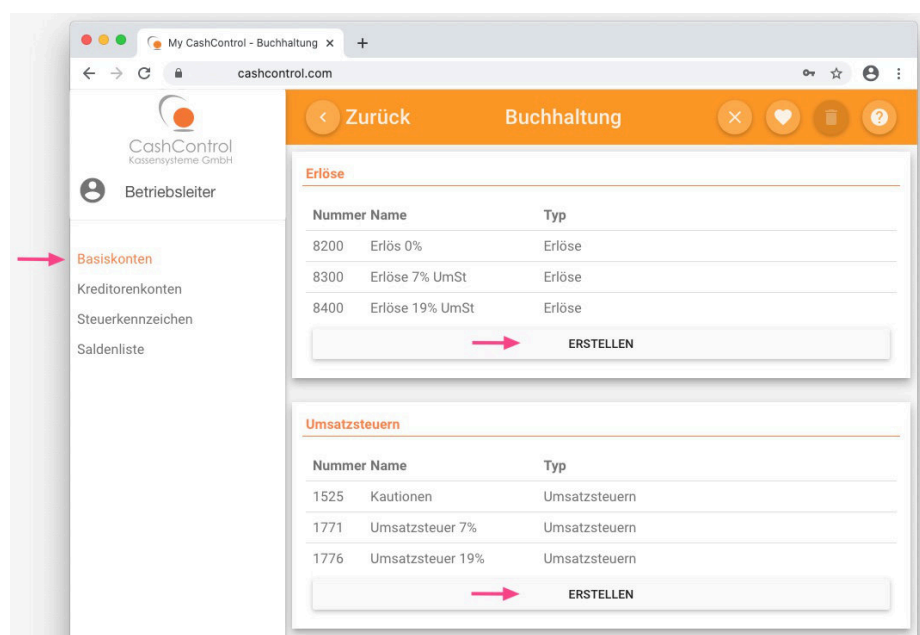 My CashControl - Buchhaltung
cashcontrol.com
CashControl
Kassensysteme GmbH
Betriebsleiter
Basiskonten
Kreditorenkonten
Steuerkennzeichen
Saldenliste
Zurück Buchhaltung
Erlöse
Nummer Name Typ
8200 Erlös 0% Erlöse
8300 Erlöse 7% UmSt Erlöse
8400 Erlöse 19% UmSt Erlöse
ERSTELLEN
Umsatzsteuern
Nummer Name Typ
1525 Kautionen Umsatzsteuern
1771 Umsatzsteuer 7% Umsatzsteuern
1776 Umsatzsteuer 19% Umsatzsteuern
ERSTELLEN